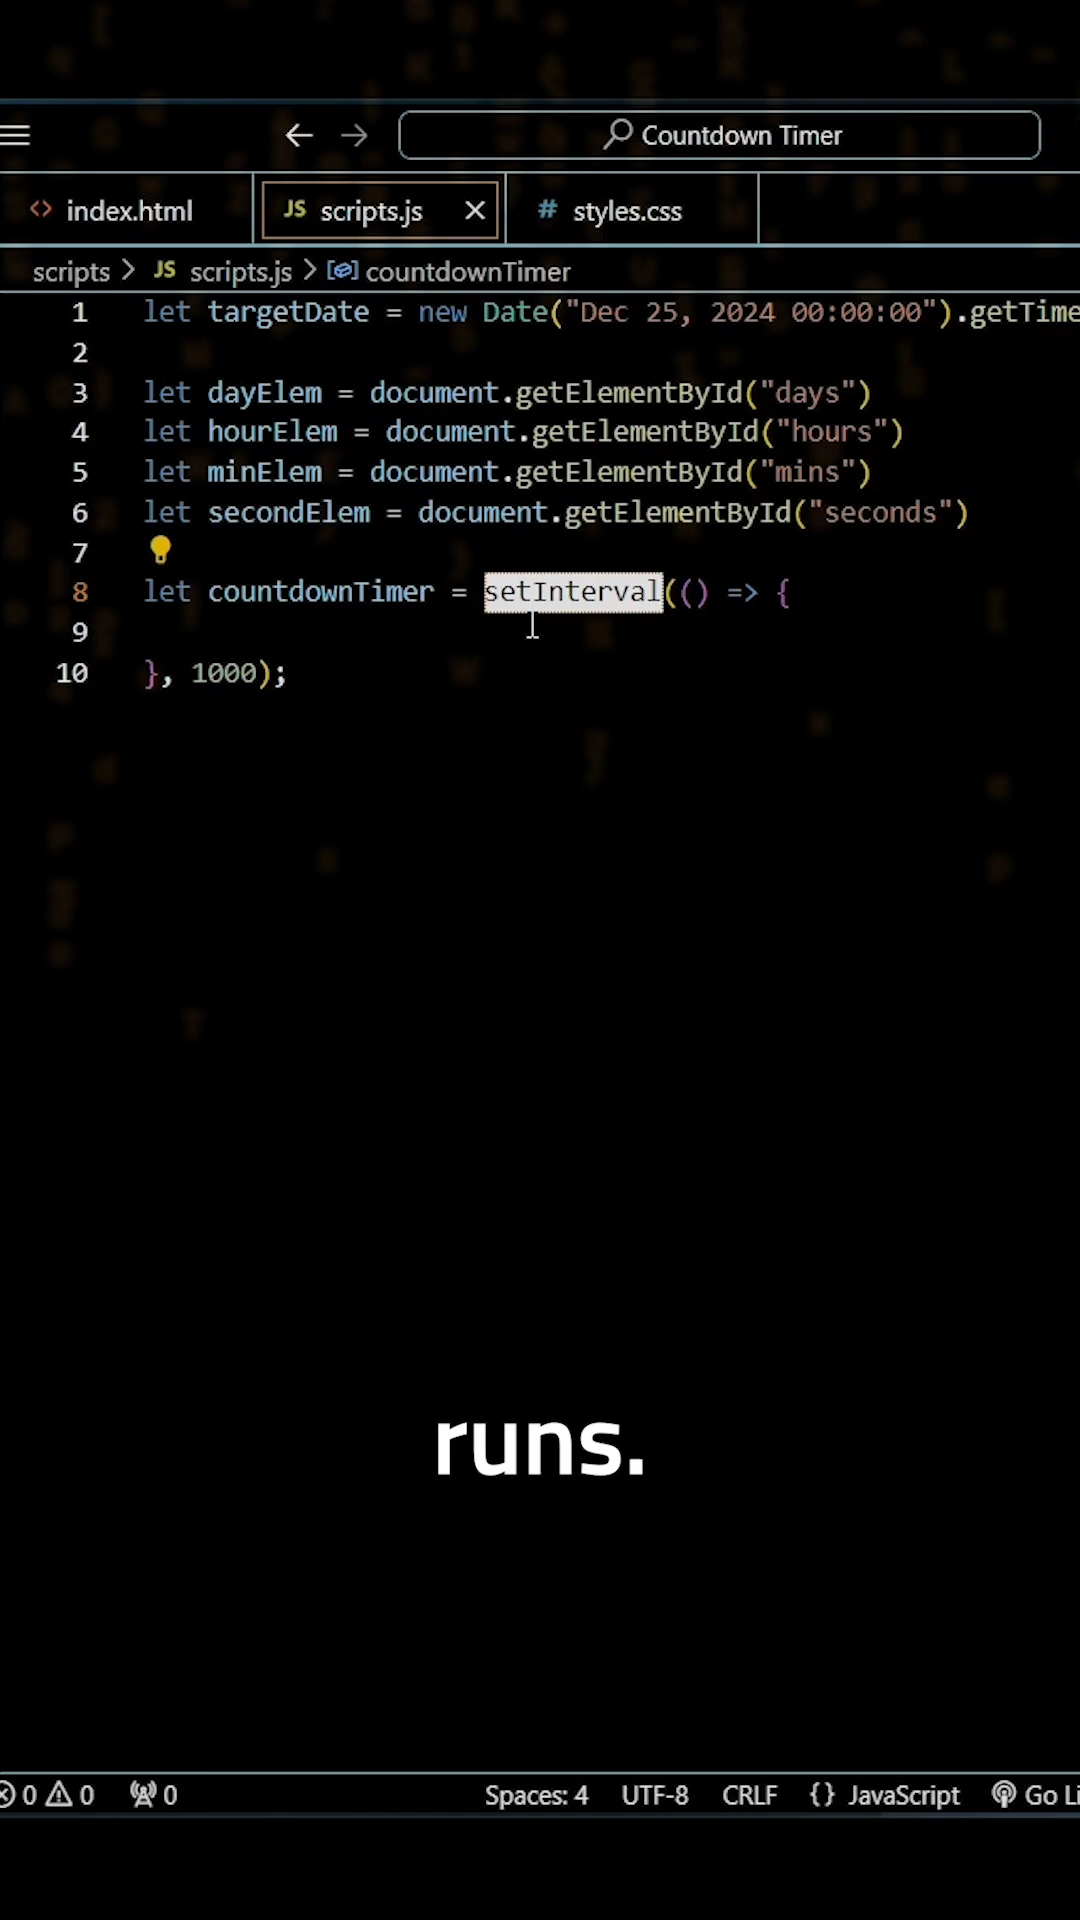 Countdown Timer
<> index.html JS scripts.js × # styles.css
scripts > JS scripts.js > countdownTimer
1 let targetDate = new Date("Dec 25, 2024 00:00:00").getTime
2
3 let dayElem = document.getElementById("days")
4 let hourElem = document.getElementById("hours")
5 let minElem = document.getElementById("mins")
6 let secondElem = document.getElementById("seconds")
7
8 let countdownTimer = setInterval(() => {
9
10 }, 1000);
runs.
0 0 0 Spaces: 4 UTF-8 CRLF {} JavaScript Go Li